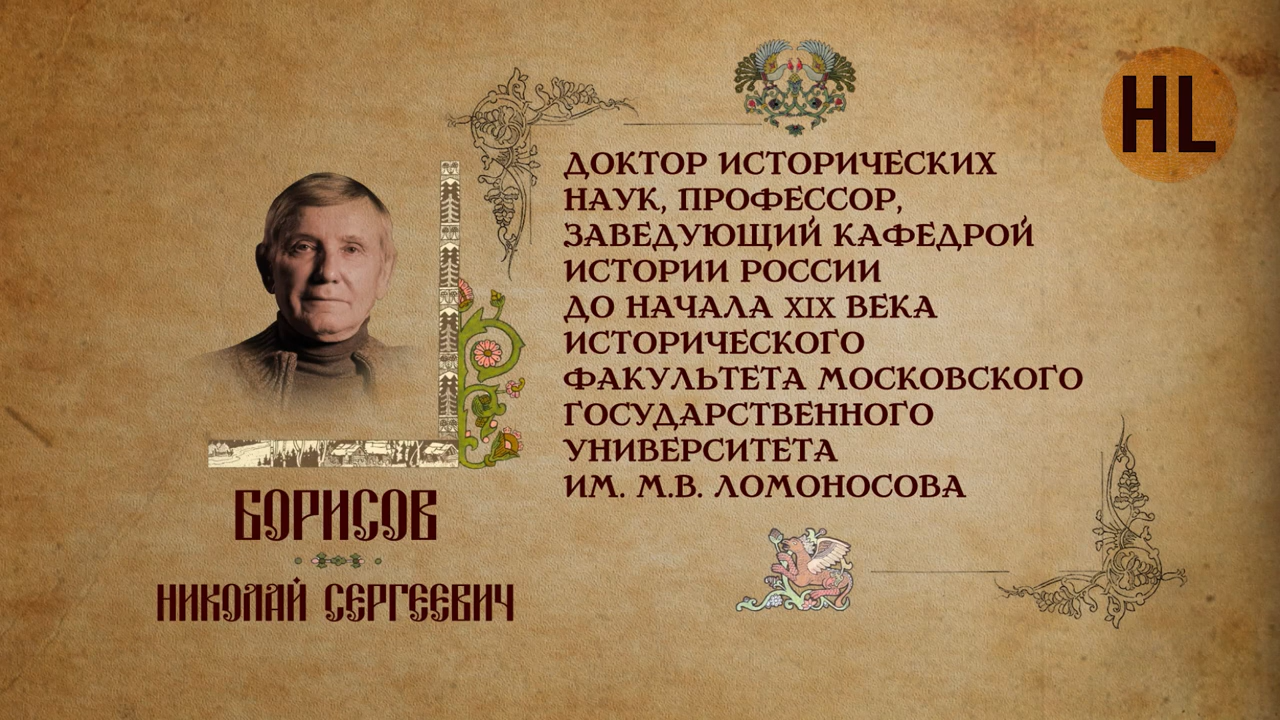 HL
ДОКТОР ИСТОРИЧЕСКИХ
НАУК, ПРОФЕССОР,
ЗАВЕДУЮЩИЙ КАФЕДРОЙ
ИСТОРИИ РОССИИ
ДО НАЧАЛА XIX ВЕКА
ИСТОРИЧЕСКОГО
ФАКУЛЬТЕТА МОСКОВСКОГО
ГОСУДАРСТВЕННОГО
УНИВЕРСИТЕТА
ИМ. М.В. ЛОМОНОСОВА
БОРИСОВ
НИКОЛАЙ СЕРГЕЕВИЧ